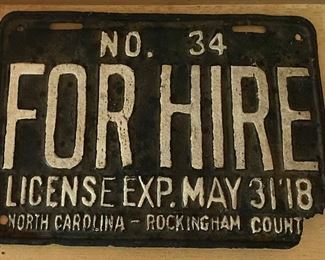 NO. 34
FOR HIRE
LICENSE EXP. MAY 31'18
NORTH CAROLINA - ROCKINGHAM COUNT